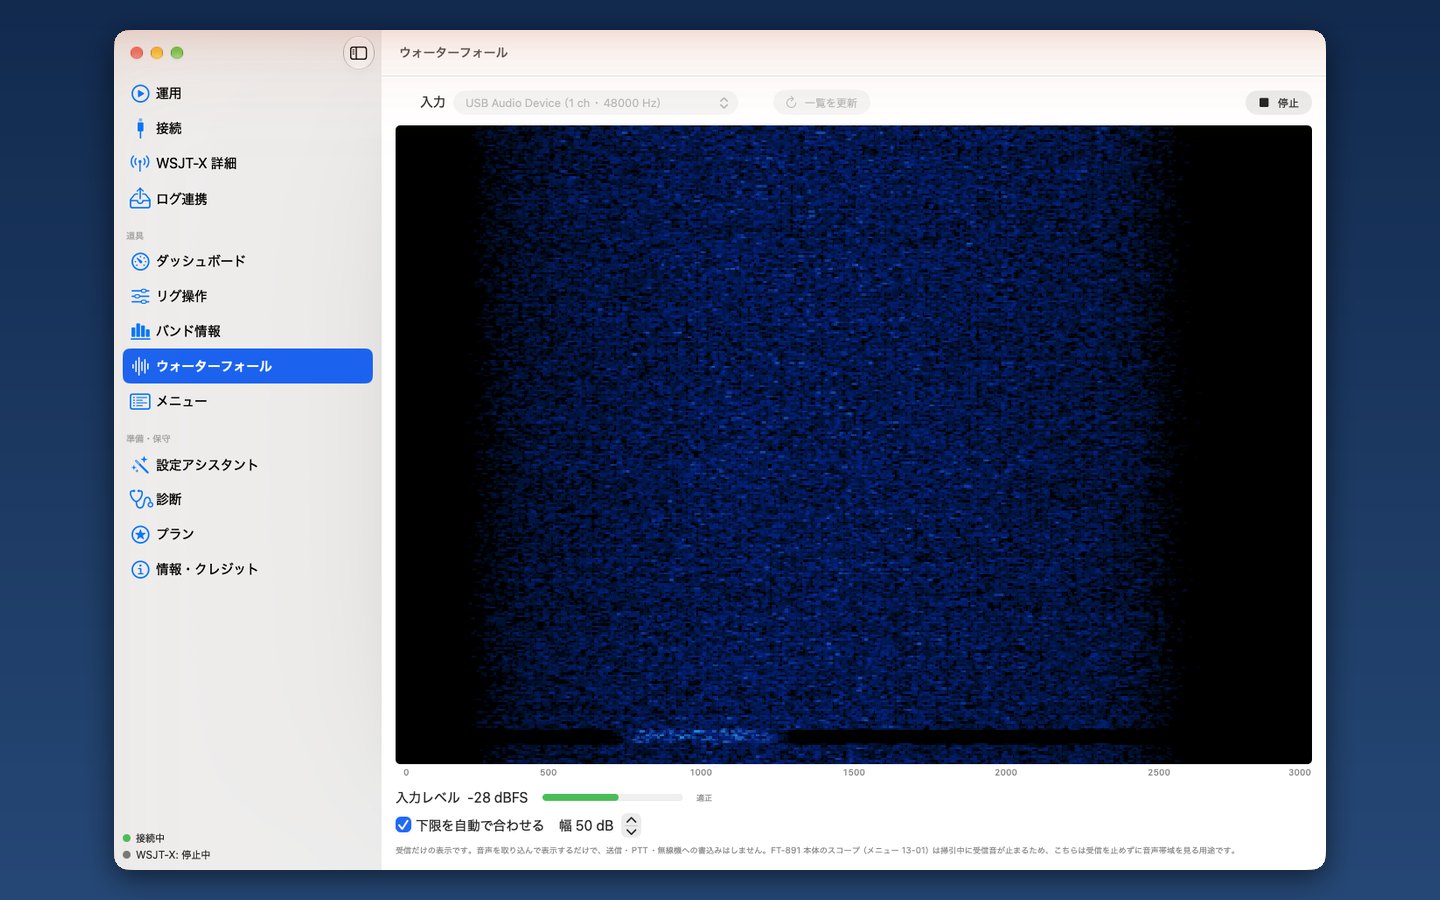 ウォーターフォール
運用
接続
WSJT-X 詳細
ログ連携
道具
ダッシュボード
リグ操作
バンド情報
ウォーターフォール
メニュー
準備・保守
設定アシスタント
診断
プラン
情報・クレジット
接続中
WSJT-X: 停止中
入力 USB Audio Device (1 ch・48000 Hz) 一覧を更新 停止
0 500 1000 1500 2000 2500 3000
入力レベル -28 dBFS 適正
下限を自動で合わせる 幅 50 dB
受信だけの表示です。音声を取り込んで表示するだけで、送信・PTT・無線機への書込みはしません。FT-891 本体のスコープ（メニュー 13-01）は掃引中に受信音が止まるため、こちらは受信を止めずに音声帯域を見る用途です。